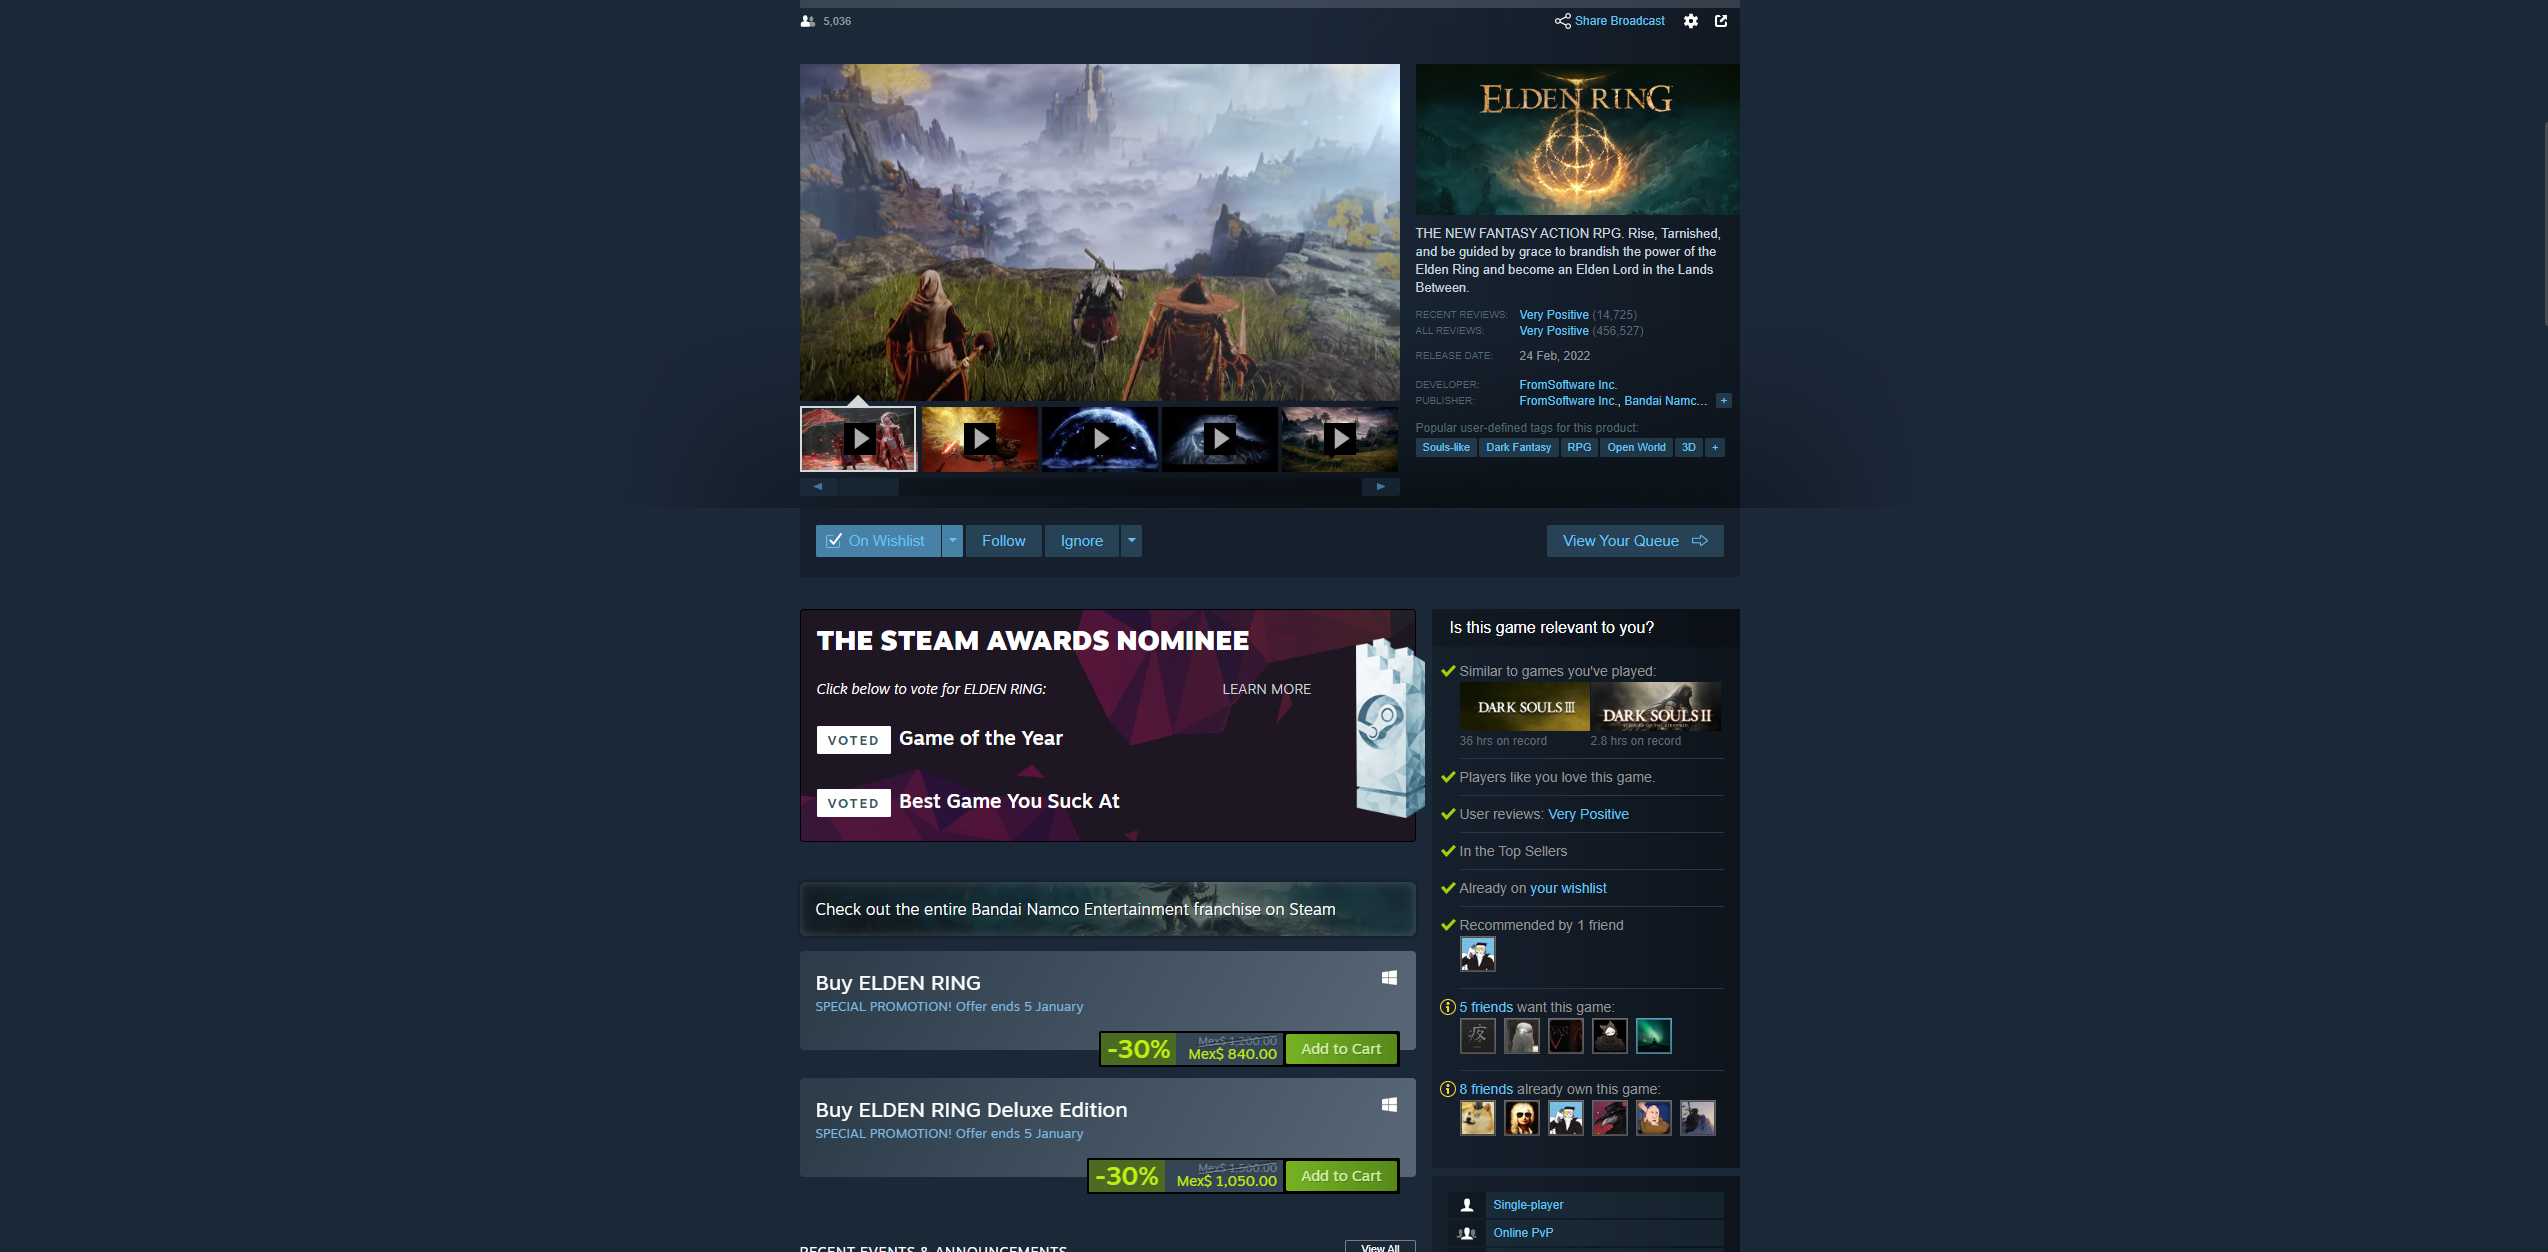 5,036
Share Broadcast
ELDEN RING
THE NEW FANTASY ACTION RPG. Rise, Tarnished,
and be guided by grace to brandish the power of the
Elden Ring and become an Elden Lord in the Lands
Between.
RECENT REVIEWS: Very Positive (14,725)
ALL REVIEWS: Very Positive (456,527)
RELEASE DATE: 24 Feb, 2022
DEVELOPER: FromSoftware Inc.
PUBLISHER: FromSoftware Inc., Bandai Namc... +
Popular user-defined tags for this product:
Souls-like Dark Fantasy RPG Open World 3D +
On Wishlist Follow Ignore View Your Queue
THE STEAM AWARDS NOMINEE
Click below to vote for ELDEN RING: LEARN MORE
VOTED Game of the Year
VOTED Best Game You Suck At
Check out the entire Bandai Namco Entertainment franchise on Steam
Buy ELDEN RING
SPECIAL PROMOTION! Offer ends 5 January
-30% Mex$ 1,200.00 Mex$ 840.00 Add to Cart
Buy ELDEN RING Deluxe Edition
SPECIAL PROMOTION! Offer ends 5 January
-30% Mex$ 1,500.00 Mex$ 1,050.00 Add to Cart
RECENT EVENTS & ANNOUNCEMENTS View All
Is this game relevant to you?
Similar to games you've played:
DARK SOULS III DARK SOULS II
36 hrs on record 2.8 hrs on record
Players like you love this game.
User reviews: Very Positive
In the Top Sellers
Already on your wishlist
Recommended by 1 friend
5 friends want this game:
8 friends already own this game:
Single-player
Online PvP